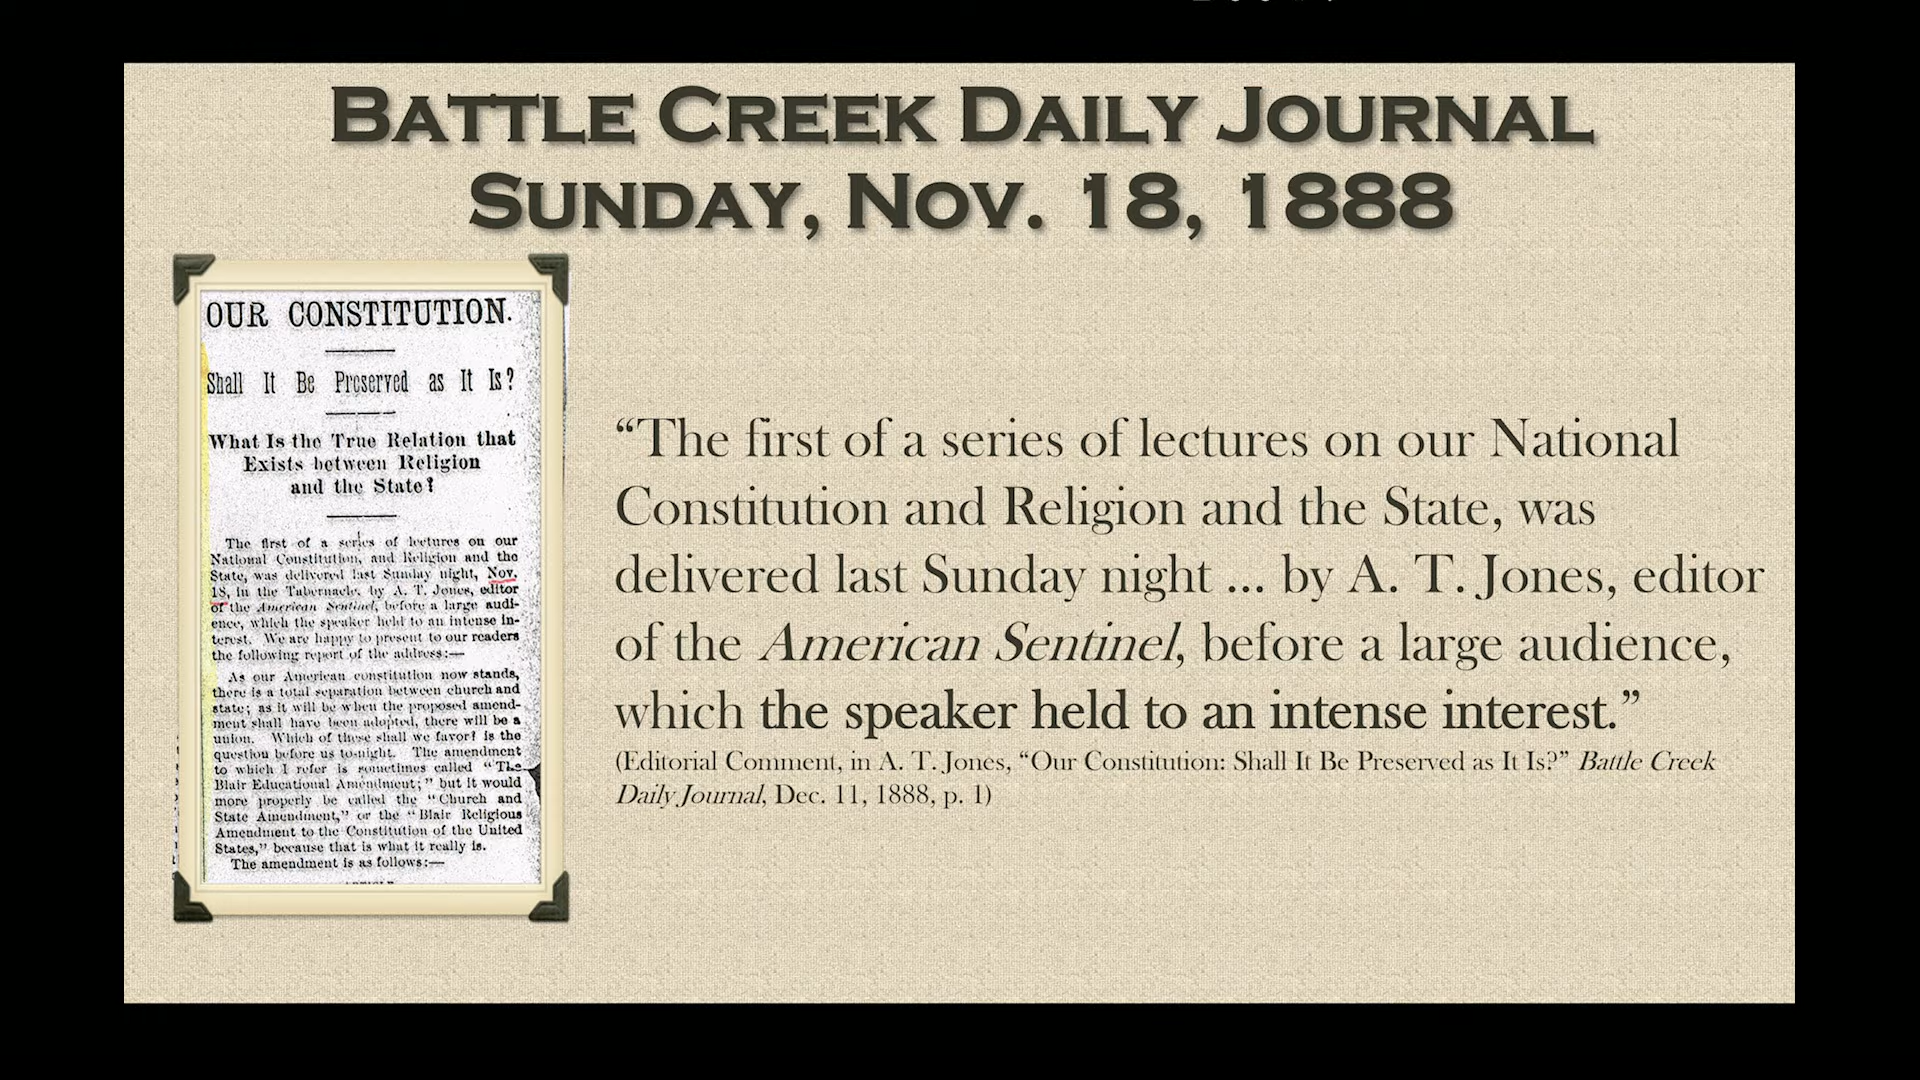 BATTLE CREEK DAILY JOURNAL
SUNDAY, NOV. 18, 1888
OUR CONSTITUTION.
Shall It Be Preserved as It Is?
What Is the True Relation that
Exists between Religion
and the State?
The first of a series of lectures on our
National Constitution, and Religion and the
State, was delivered last Sunday night, Nov.
18, in the Tabernacle, by A. T. Jones, editor
of the American Sentinel, before a large audi-
ence, which the speaker held to an intense in-
terest. We are happy to present to our readers
the following report of the address:—
As our American constitution now stands,
there is a total separation between church and
state; as it will be when the proposed amend-
ment shall have been adopted, there will be a
union. Which of these shall we favor? is the
question before us to-night. The amendment
to which I refer is sometimes called "The
Blair Educational Amendment;" but it would
more properly be called the "Church and
State Amendment," or the "Blair Religious
Amendment to the Constitution of the United
States," because that is what it really is.
The amendment is as follows:—
“The first of a series of lectures on our National
Constitution and Religion and the State, was
delivered last Sunday night ... by A. T. Jones, editor
of the American Sentinel, before a large audience,
which the speaker held to an intense interest.”
(Editorial Comment, in A. T. Jones, “Our Constitution: Shall It Be Preserved as It Is?” Battle Creek
Daily Journal, Dec. 11, 1888, p. 1)